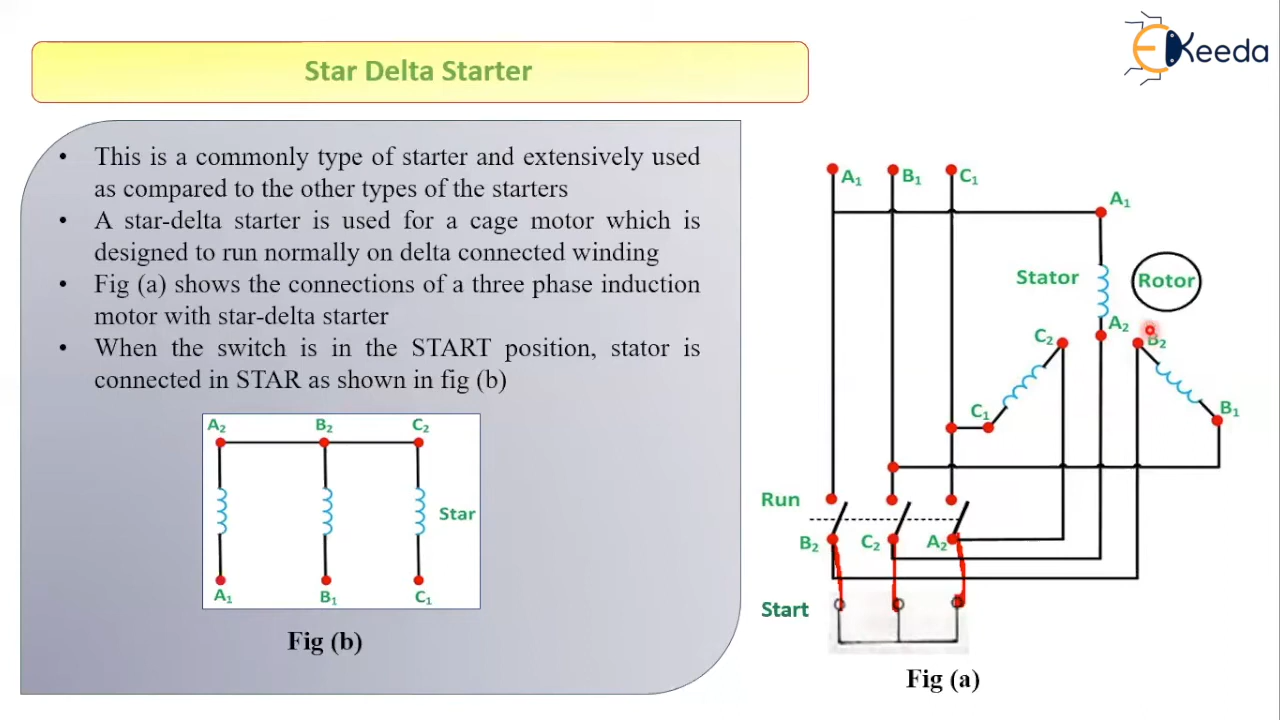 EKeeda
Star Delta Starter
• This is a commonly type of starter and extensively used
as compared to the other types of the starters
• A star-delta starter is used for a cage motor which is
designed to run normally on delta connected winding
• Fig (a) shows the connections of a three phase induction
motor with star-delta starter
• When the switch is in the START position, stator is
connected in STAR as shown in fig (b)
A₂ B₂ C₂
Star
A₁ B₁ C₁
Fig (b)
A₁ B₁ C₁
A₁
Stator Rotor
A₂
C₂ B₂
C₁ B₁
Run
B₂ C₂ A₂
Start
Fig (a)